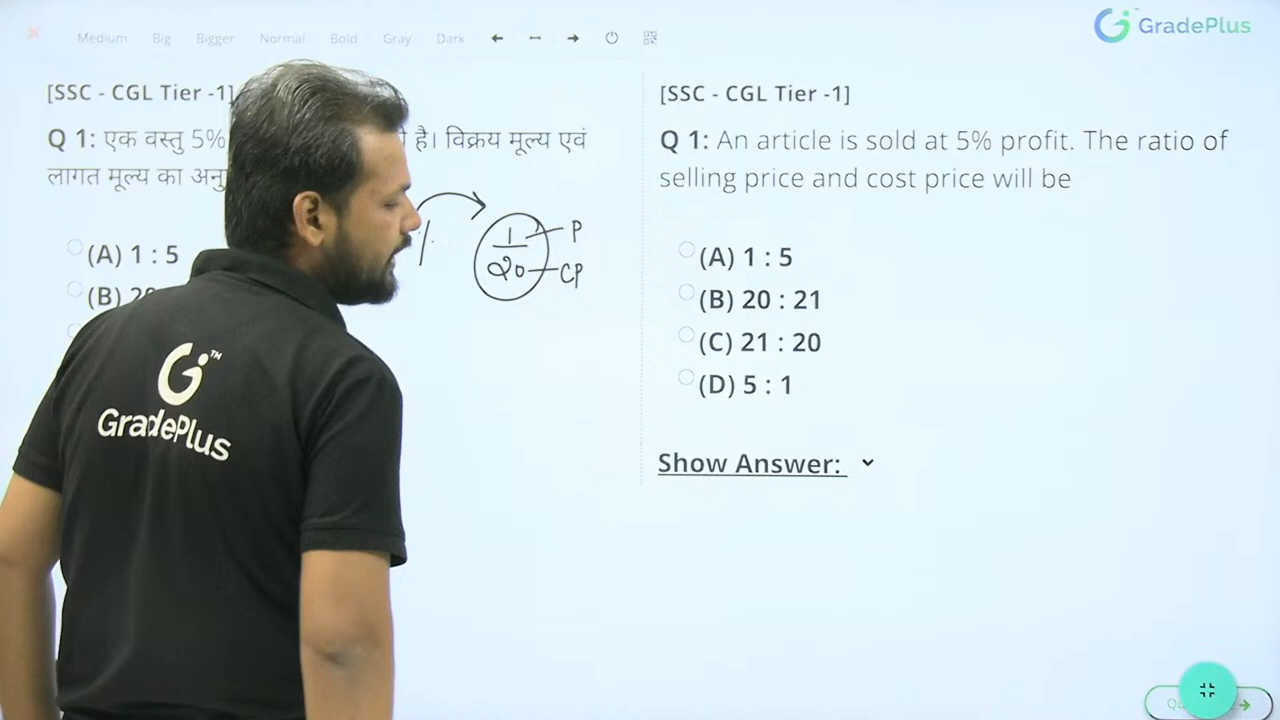 Medium Big Bigger Normal Bold Gray Dark
GradePlus
[SSC - CGL Tier -1]
Q 1: एक वस्तु 5% है। विक्रय मूल्य एवं
लागत मूल्य का
(A) 1 : 5
(B)
1 P
20 CP
[SSC - CGL Tier -1]
Q 1: An article is sold at 5% profit. The ratio of
selling price and cost price will be
(A) 1 : 5
(B) 20 : 21
(C) 21 : 20
(D) 5 : 1
Show Answer:
GradePlus